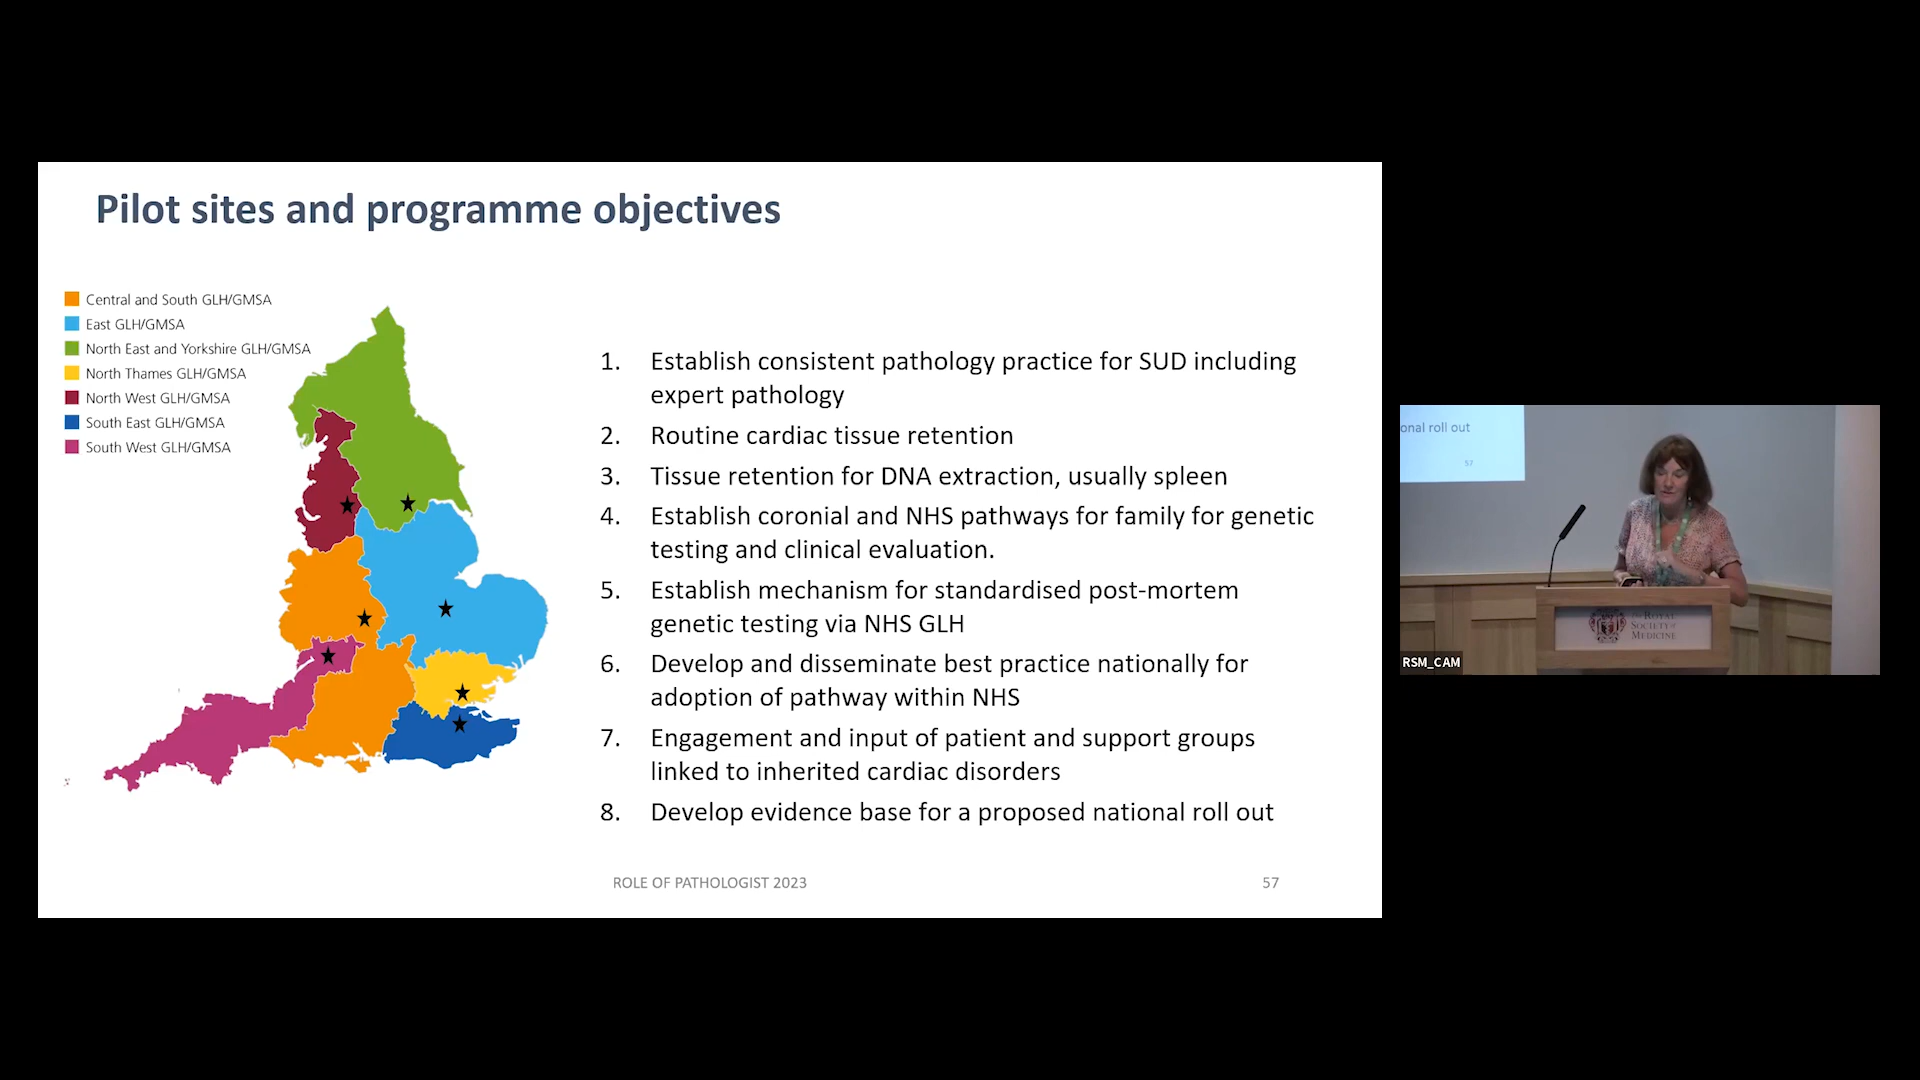 Pilot sites and programme objectives
Central and South GLH/GMSA
East GLH/GMSA
North East and Yorkshire GLH/GMSA
North Thames GLH/GMSA
North West GLH/GMSA
South East GLH/GMSA
South West GLH/GMSA
1. Establish consistent pathology practice for SUD including
expert pathology
2. Routine cardiac tissue retention
3. Tissue retention for DNA extraction, usually spleen
4. Establish coronial and NHS pathways for family for genetic
testing and clinical evaluation.
5. Establish mechanism for standardised post-mortem
genetic testing via NHS GLH
6. Develop and disseminate best practice nationally for
adoption of pathway within NHS
7. Engagement and input of patient and support groups
linked to inherited cardiac disorders
8. Develop evidence base for a proposed national roll out
ROLE OF PATHOLOGIST 2023
57
onal roll out
57
THE ROYAL
SOCIETY of
MEDICINE
RSM_CAM